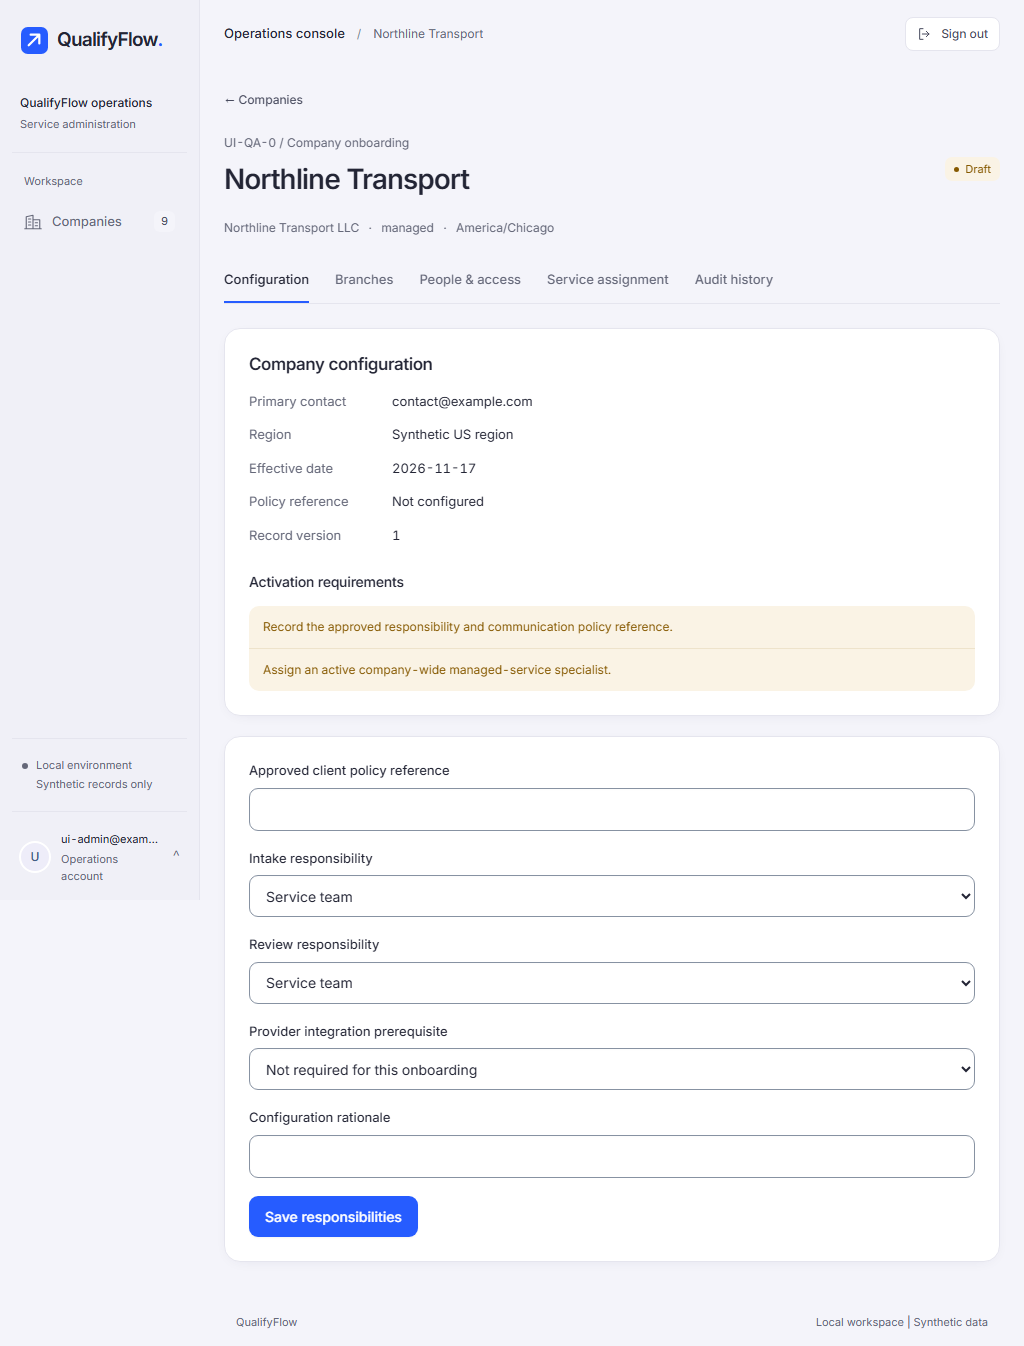 QualifyFlow.
QualifyFlow operations
Service administration
Workspace
Companies 9
Local environment
Synthetic records only
U
ui-admin@exam...
Operations
account
Operations console / Northline Transport
Sign out
← Companies
UI-QA-0 / Company onboarding
Northline Transport
Draft
Northline Transport LLC · managed · America/Chicago
Configuration Branches People & access Service assignment Audit history
Company configuration
Primary contact contact@example.com
Region Synthetic US region
Effective date 2026-11-17
Policy reference Not configured
Record version 1
Activation requirements
Record the approved responsibility and communication policy reference.
Assign an active company-wide managed-service specialist.
Approved client policy reference
Intake responsibility
Service team
Review responsibility
Service team
Provider integration prerequisite
Not required for this onboarding
Configuration rationale
Save responsibilities
QualifyFlow
Local workspace | Synthetic data